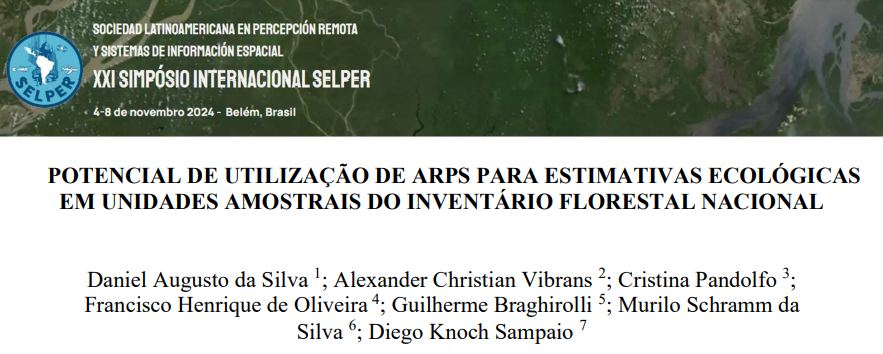 SOCIEDAD LATINOAMERICANA EN PERCEPCIÓN REMOTA
Y SISTEMAS DE INFORMACIÓN ESPACIAL
XXI SIMPÓSIO INTERNACIONAL SELPER
SELPER
4-8 de novembro 2024 - Belém, Brasil
POTENCIAL DE UTILIZAÇÃO DE ARPS PARA ESTIMATIVAS ECOLÓGICAS
EM UNIDADES AMOSTRAIS DO INVENTÁRIO FLORESTAL NACIONAL
Daniel Augusto da Silva ¹; Alexander Christian Vibrans ²; Cristina Pandolfo ³;
Francisco Henrique de Oliveira ⁴; Guilherme Braghirolli ⁵; Murilo Schramm da
Silva ⁶; Diego Knoch Sampaio ⁷